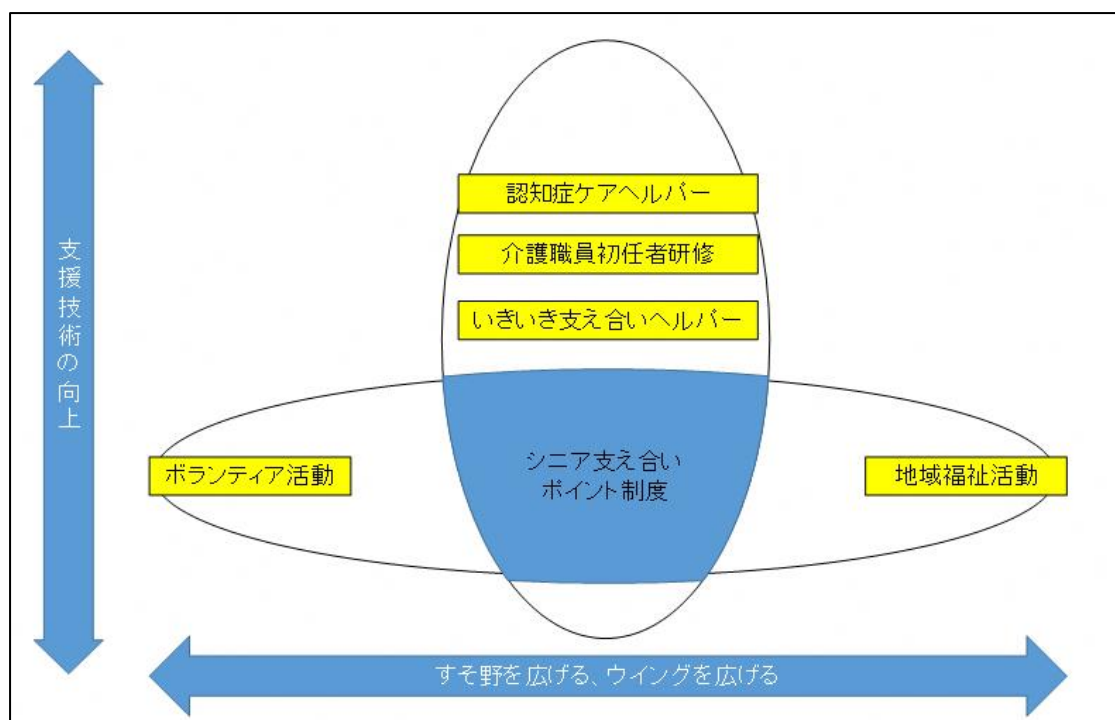 認知症ケアヘルパー
介護職員初任者研修
いきいき支え合いヘルパー
支援技術の向上
シニア支え合い
ポイント制度
ボランティア活動
地域福祉活動
すそ野を広げる、ウイングを広げる